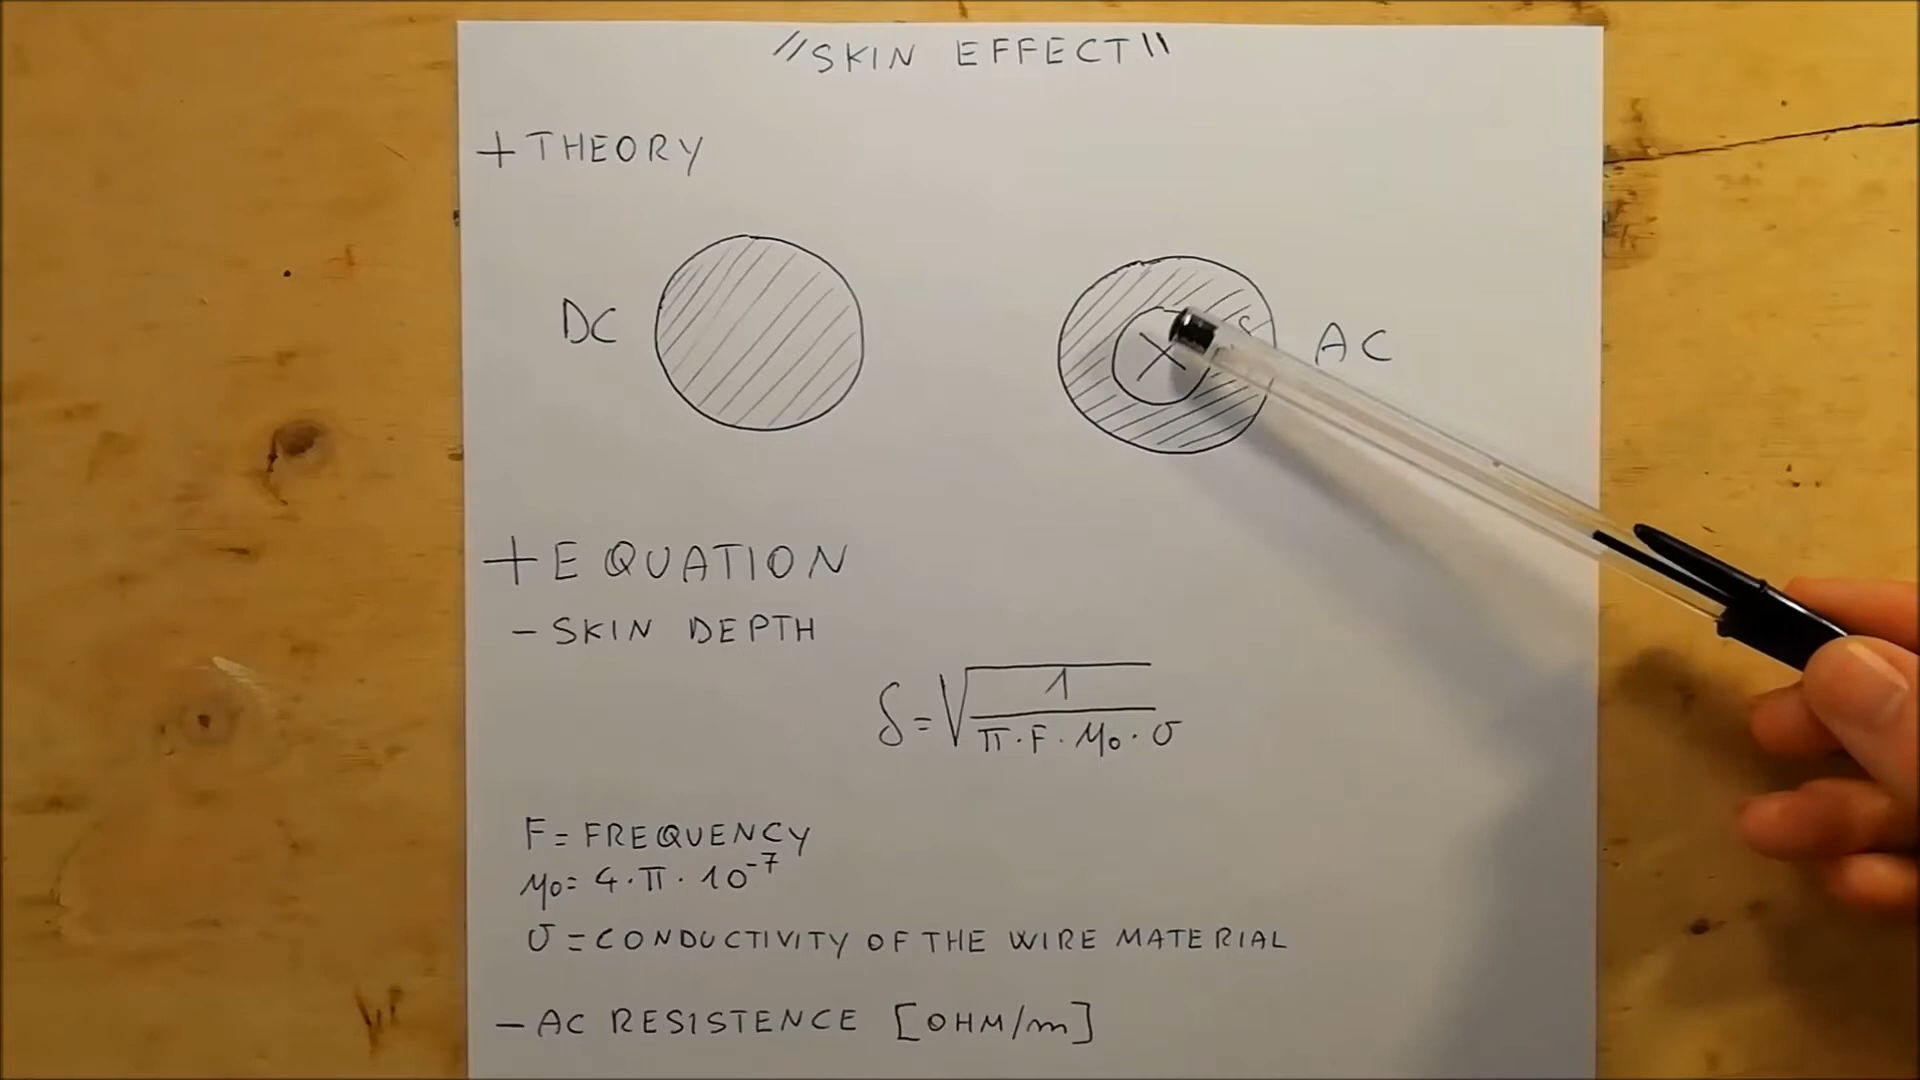 "SKIN EFFECT"
+ THEORY
DC
AC
+ EQUATION
- SKIN DEPTH
δ = √(1 / (π · F · μ0 · σ))
F = FREQUENCY
μ0 = 4 · π · 10⁻⁷
σ = CONDUCTIVITY OF THE WIRE MATERIAL
- AC RESISTENCE [OHM/m]